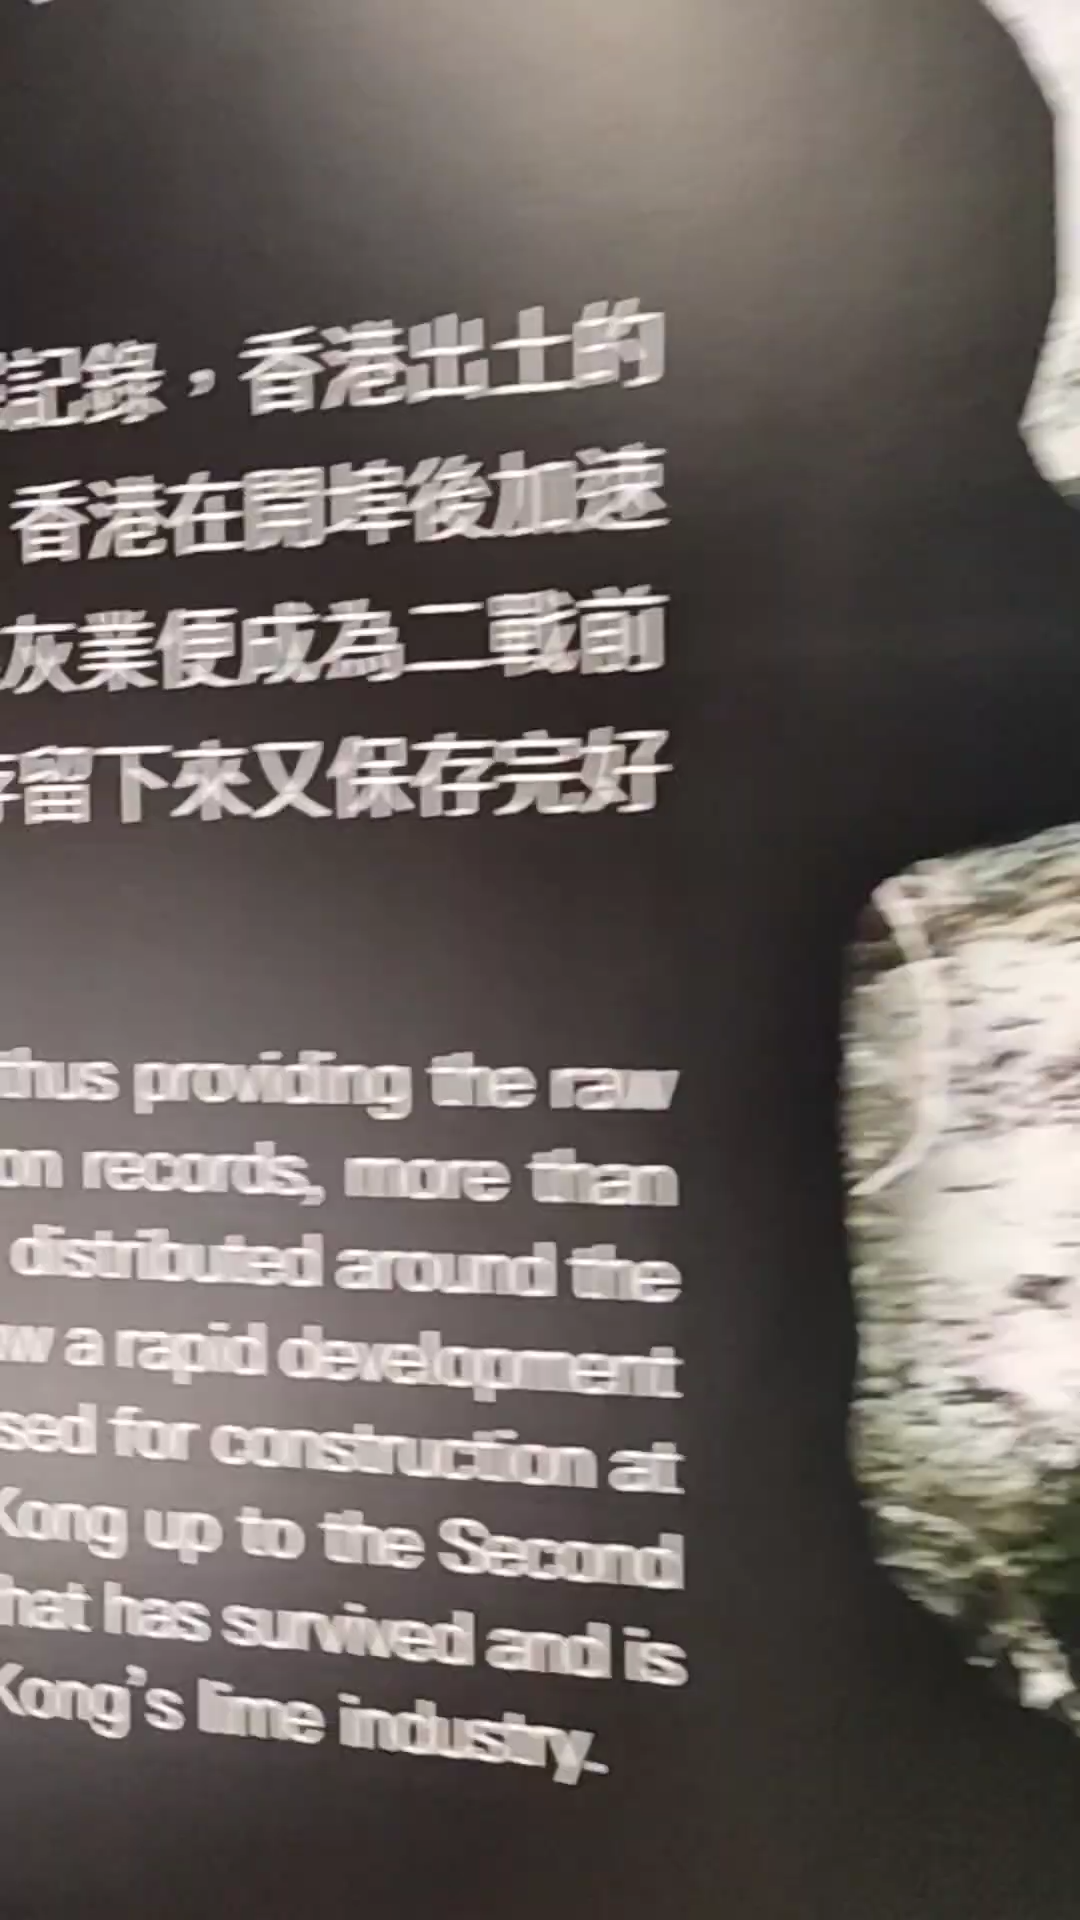 記錄，香港出土的
香港在開埠後加速
灰業便成為二戰前
存留下來又保存完好
thus providing the raw
on records, more than
distributed around the
w a rapid development
sed for construction at
Kong up to the Second
hat has survived and is
Kong's lime industry.